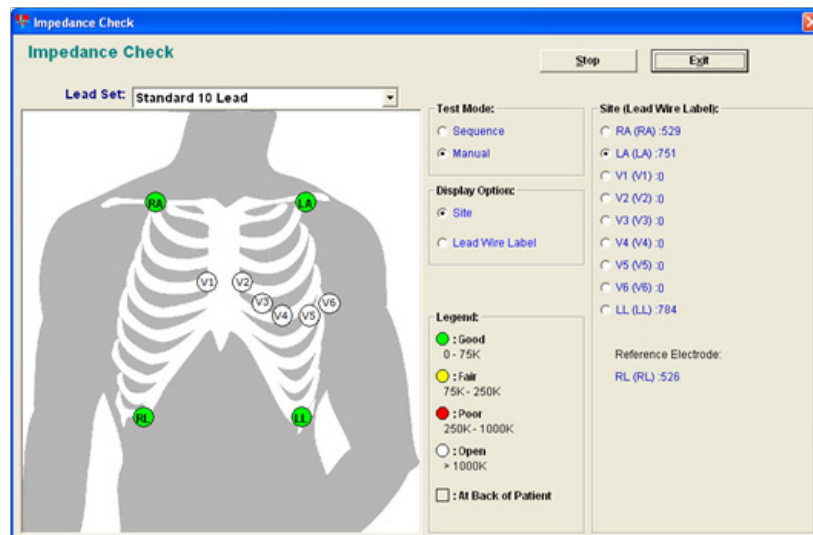 Impedance Check
Impedance Check
Stop
Exit
Lead Set:
Standard 10 Lead
RA
LA
V1
V2
V3
V4
V5
V6
RL
LL
Test Mode:
Sequence
Manual
Display Option:
Site
Lead Wire Label
Legend:
: Good
0 - 75K
: Fair
75K - 250K
: Poor
250K - 1000K
: Open
> 1000K
: At Back of Patient
Site (Lead Wire Label):
RA (RA) :529
LA (LA) :751
V1 (V1) :0
V2 (V2) :0
V3 (V3) :0
V4 (V4) :0
V5 (V5) :0
V6 (V6) :0
LL (LL) :784
Reference Electrode:
RL (RL) :526